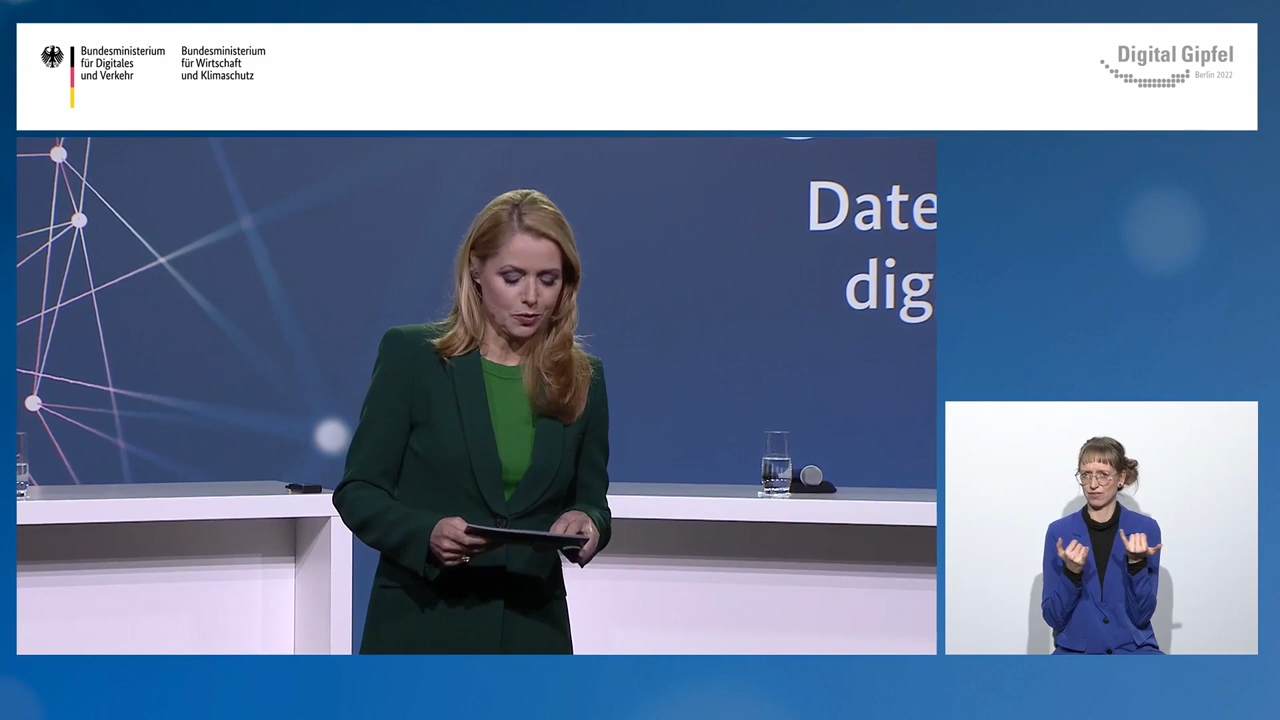 Bundesministerium
für Digitales
und Verkehr
Bundesministerium
für Wirtschaft
und Klimaschutz
Digital Gipfel
Berlin 2022
Date
dig